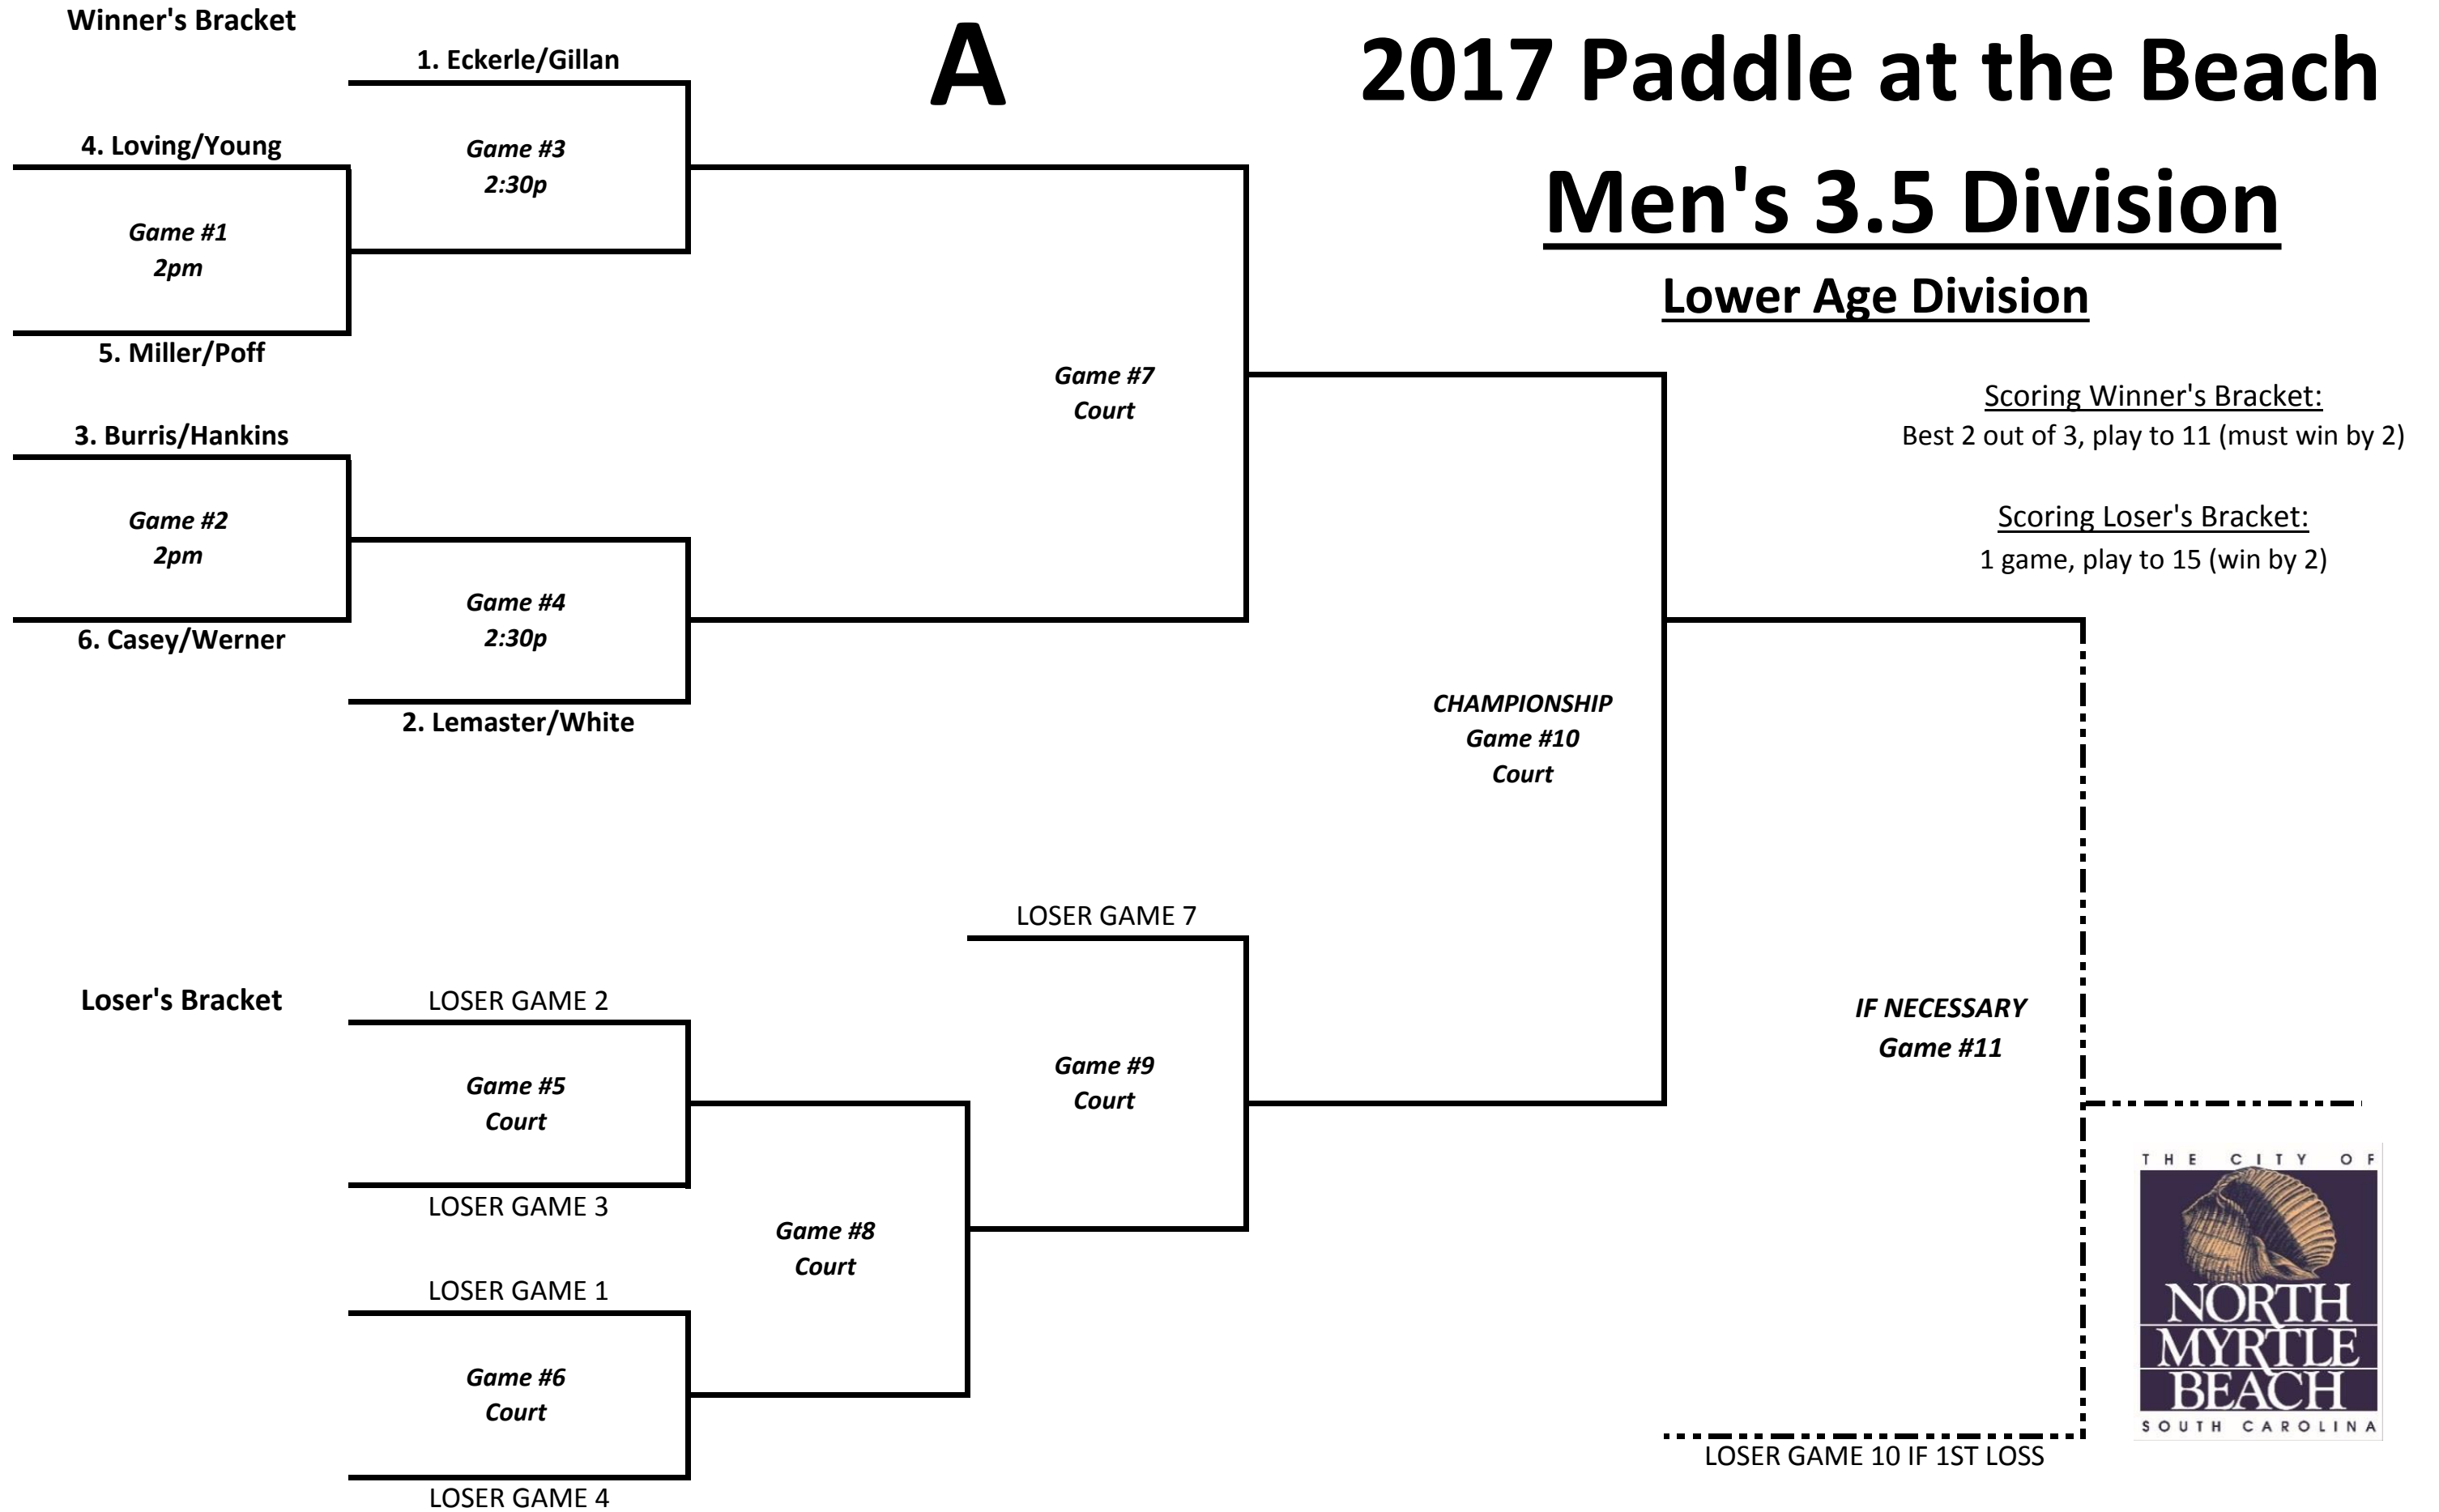 Winner's Bracket
A
2017 Paddle at the Beach
Men's 3.5 Division
Lower Age Division
1. Eckerle/Gillan
4. Loving/Young
Game #3
2:30p
Game #1
2pm
5. Miller/Poff
Game #7
Court
Scoring Winner's Bracket:
Best 2 out of 3, play to 11 (must win by 2)
3. Burris/Hankins
Game #2
2pm
Scoring Loser's Bracket:
1 game, play to 15 (win by 2)
Game #4
2:30p
6. Casey/Werner
2. Lemaster/White
CHAMPIONSHIP
Game #10
Court
LOSER GAME 7
Loser's Bracket
LOSER GAME 2
IF NECESSARY
Game #11
Game #9
Court
Game #5
Court
LOSER GAME 3
Game #8
Court
LOSER GAME 1
Game #6
Court
LOSER GAME 4
LOSER GAME 10 IF 1ST LOSS
THE CITY OF
NORTH
MYRTLE
BEACH
SOUTH CAROLINA